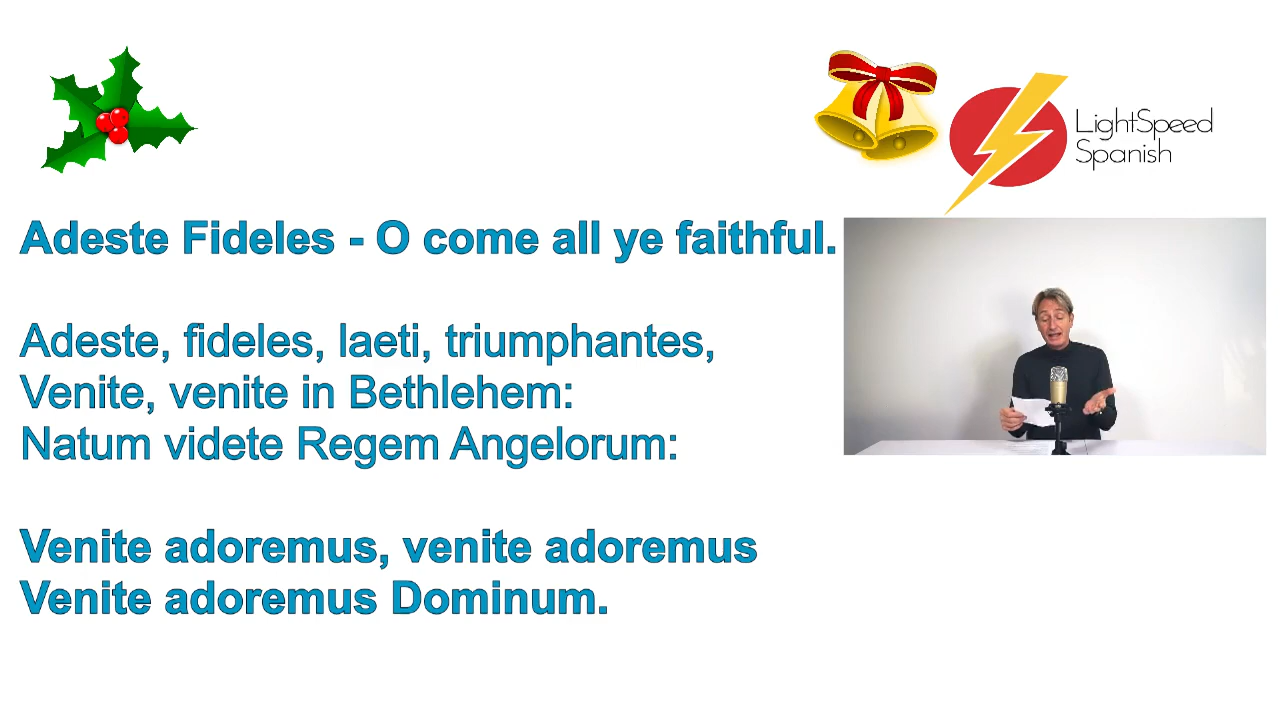 LightSpeed
Spanish
Adeste Fideles - O come all ye faithful.
Adeste, fideles, laeti, triumphantes,
Venite, venite in Bethlehem:
Natum videte Regem Angelorum:
Venite adoremus, venite adoremus
Venite adoremus Dominum.